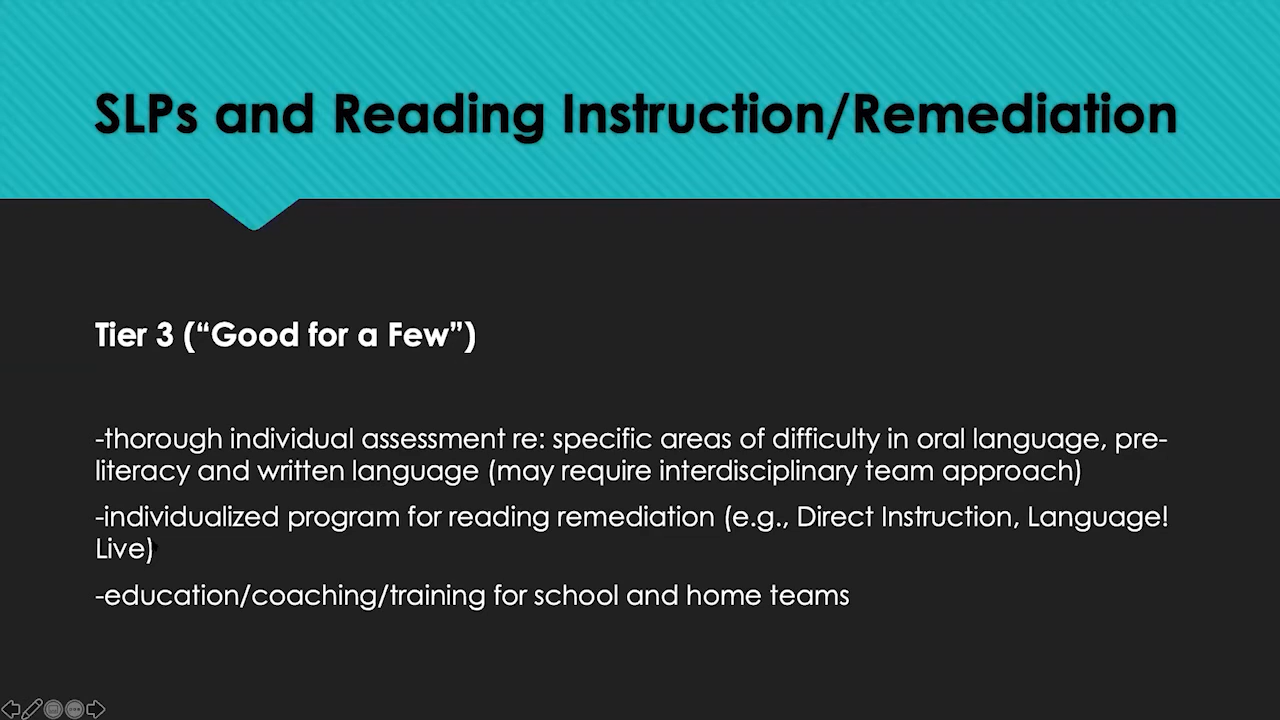 SLPs and Reading Instruction/Remediation
Tier 3 (“Good for a Few”)
-thorough individual assessment re: specific areas of difficulty in oral language, pre-
literacy and written language (may require interdisciplinary team approach)
-individualized program for reading remediation (e.g., Direct Instruction, Language!
Live)
-education/coaching/training for school and home teams